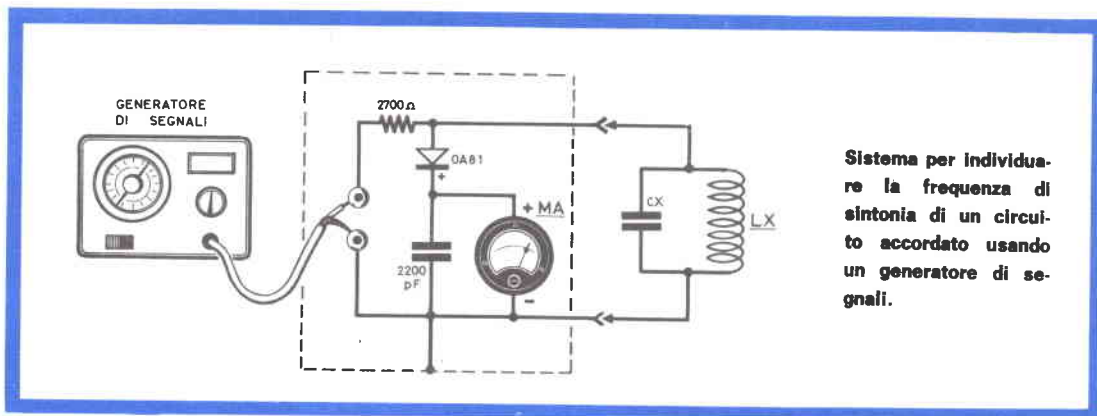 GENERATORE
DI SEGNALI
2700 Ω
OA81
+
+ MA
2200
pF
-
CX
LX
Sistema per individua-
re la frequenza di
sintonia di un circui-
to accordato usando
un generatore di se-
gnali.